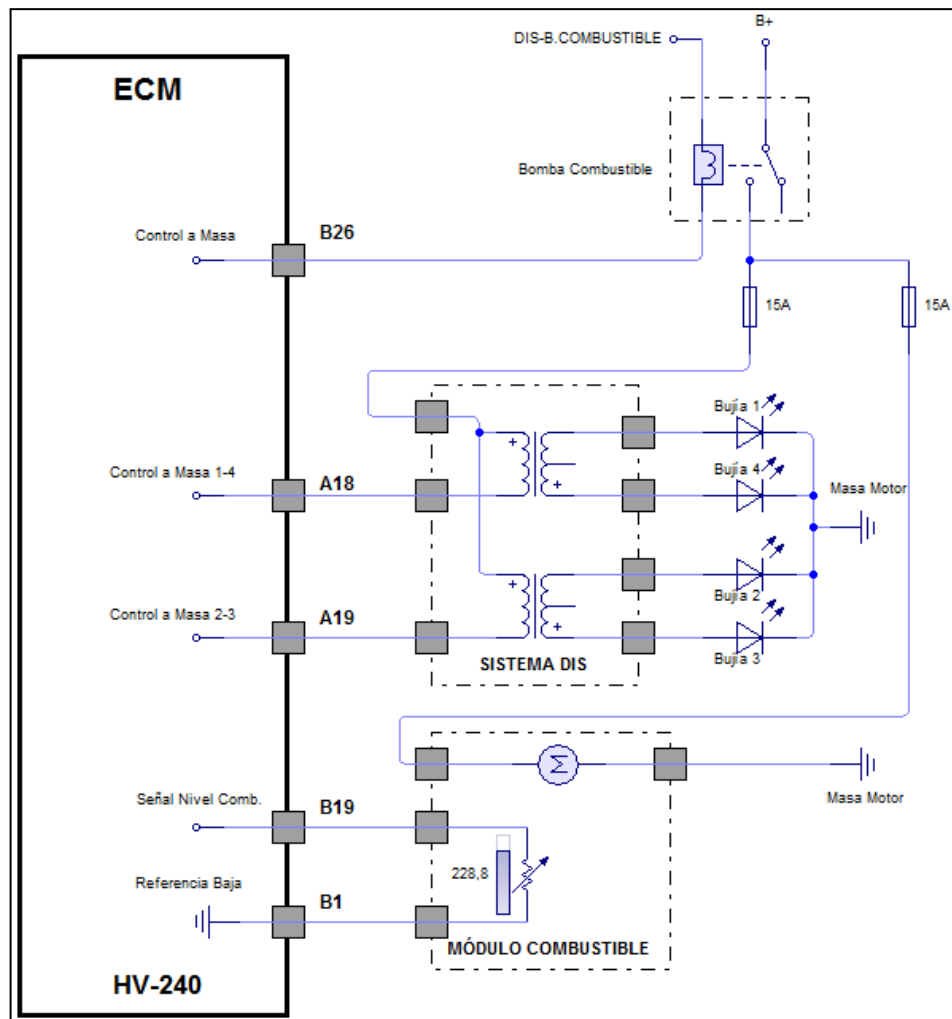 DIS-B.COMBUSTIBLE
B+
ECM
Bomba Combustible
Control a Masa
B26
15A
15A
Bujía 1
Control a Masa 1-4
A18
Bujía 4
Masa Motor
Control a Masa 2-3
A19
Bujía 2
Bujía 3
SISTEMA DIS
Señal Nivel Comb.
B19
Masa Motor
228,8
Referencia Baja
B1
MÓDULO COMBUSTIBLE
HV-240